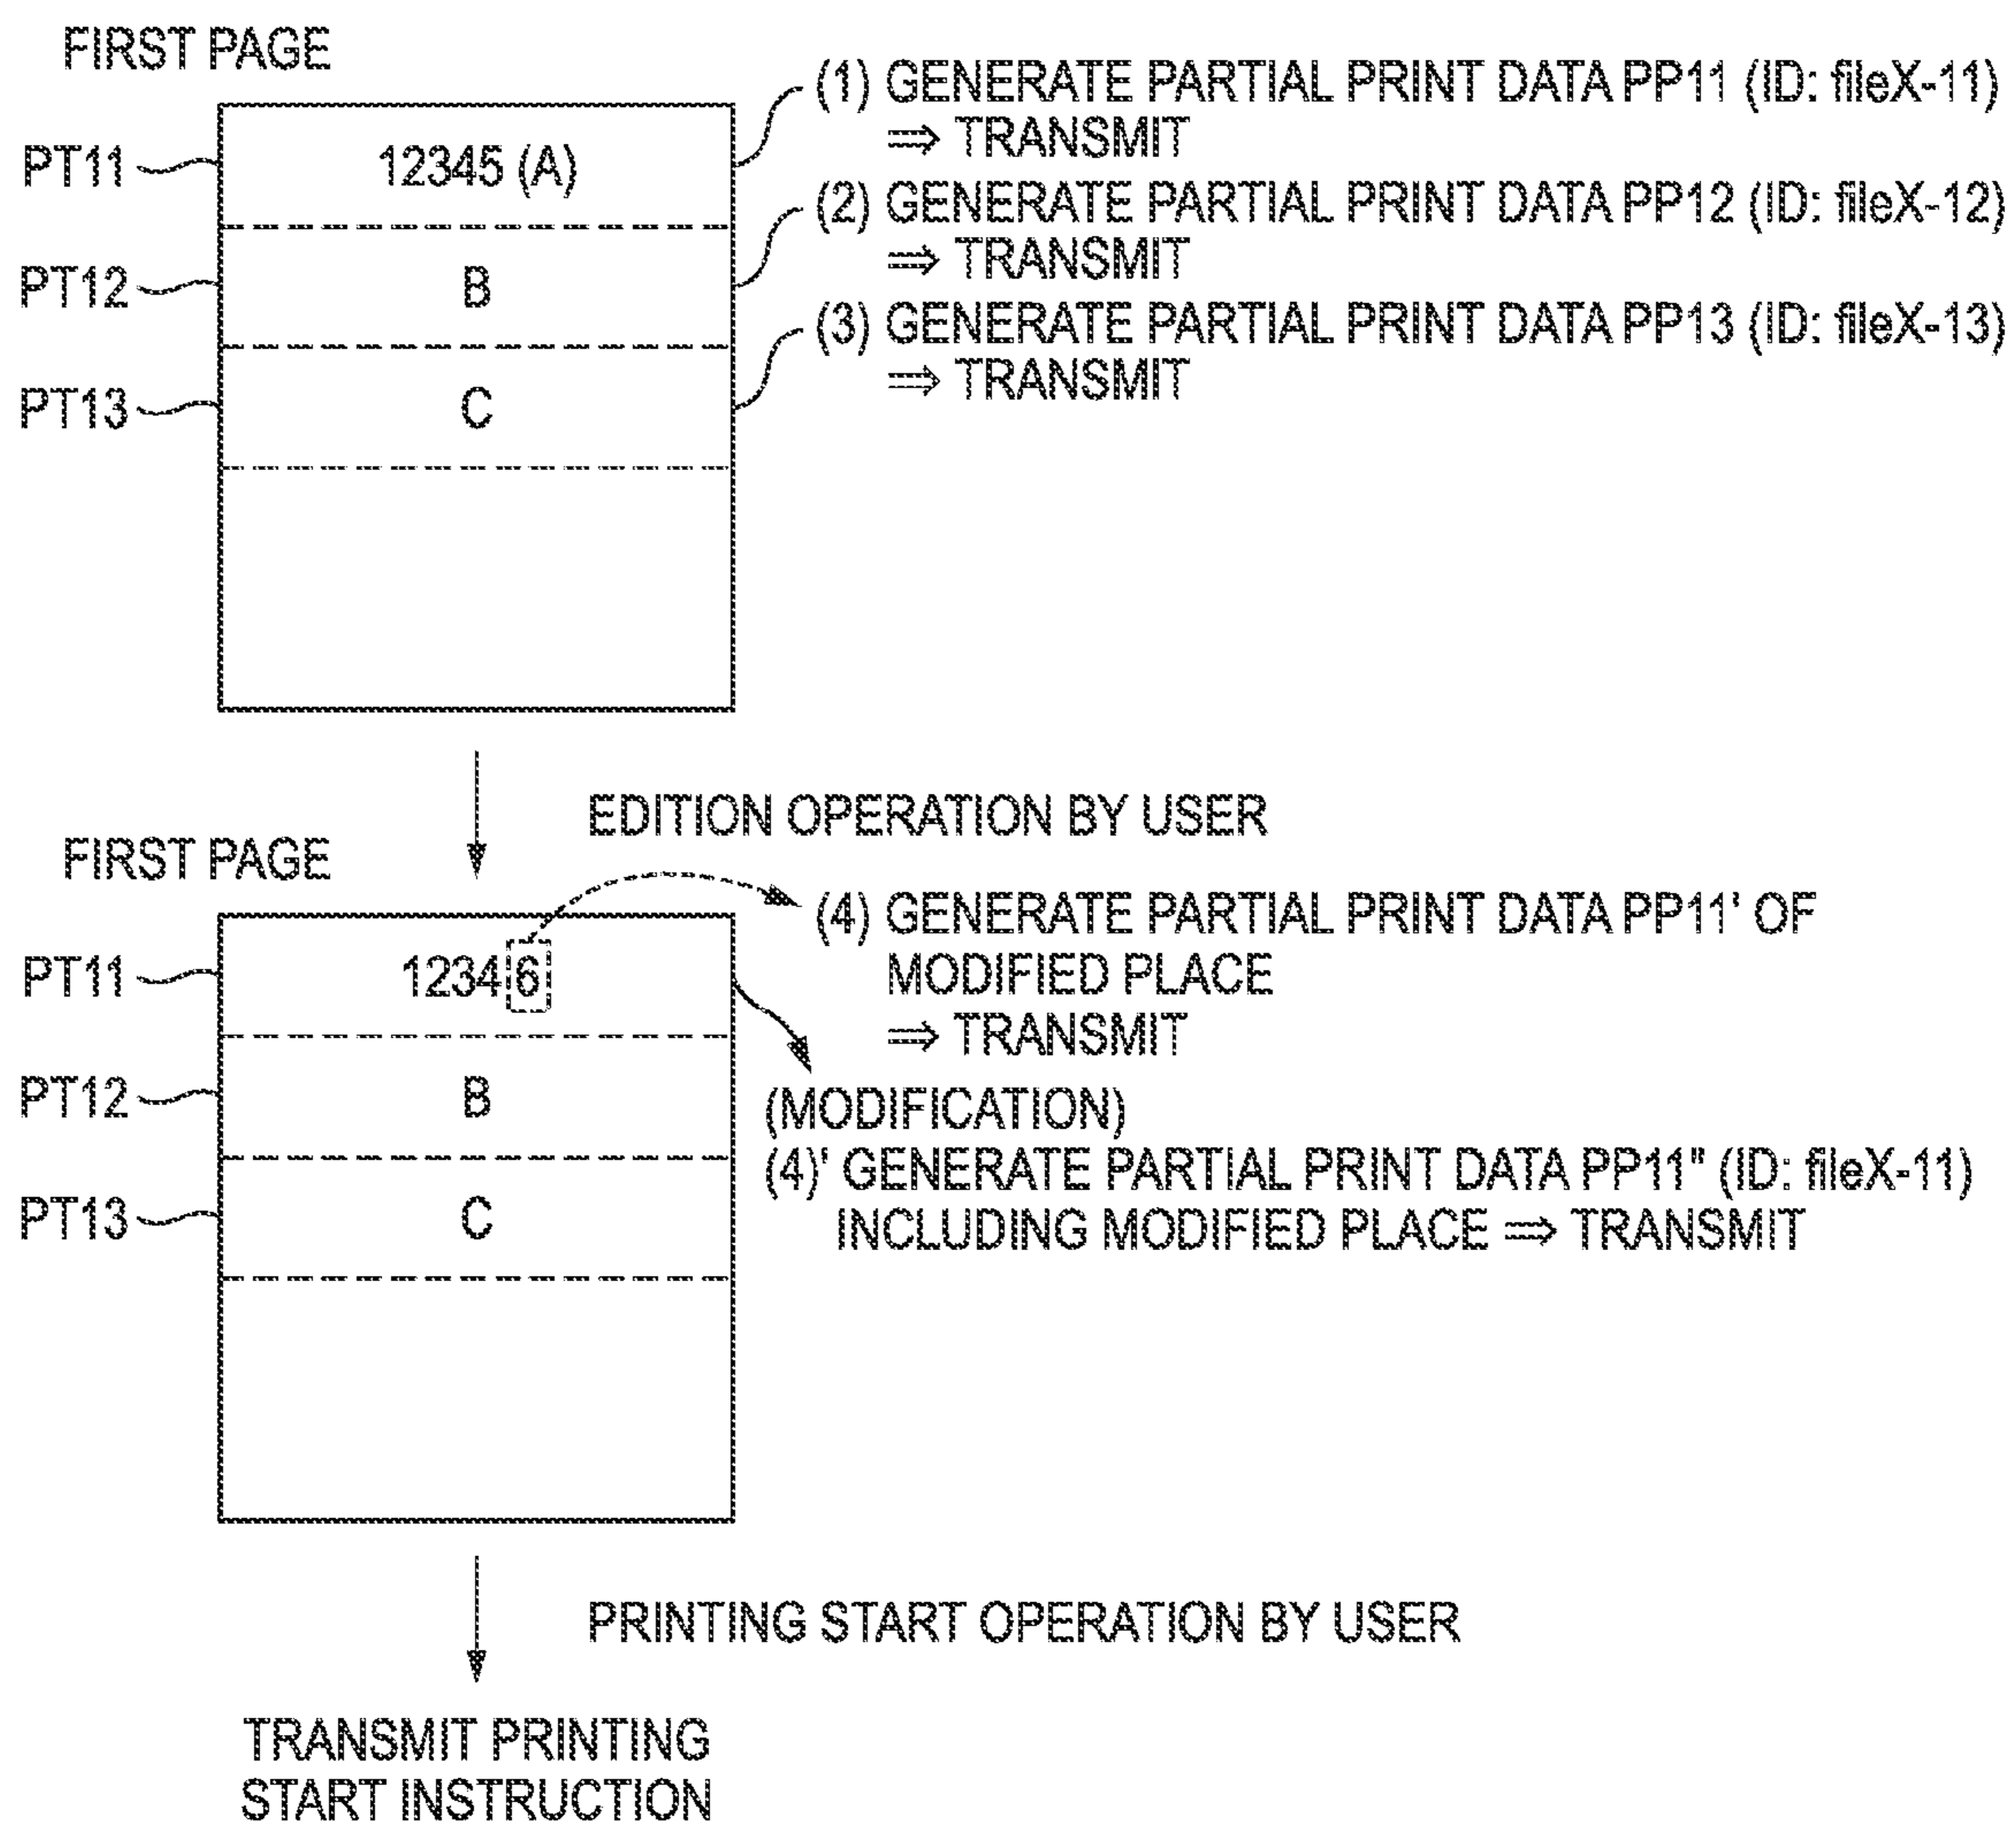 FIRST PAGE
(1) GENERATE PARTIAL PRINT DATA PP11 (ID: fileX-11)
⇒ TRANSMIT
PT11
12345 (A)
(2) GENERATE PARTIAL PRINT DATA PP12 (ID: fileX-12)
⇒ TRANSMIT
PT12
B
(3) GENERATE PARTIAL PRINT DATA PP13 (ID: fileX-13)
⇒ TRANSMIT
PT13
C
EDITION OPERATION BY USER
FIRST PAGE
(4) GENERATE PARTIAL PRINT DATA PP11' OF
MODIFIED PLACE
⇒ TRANSMIT
PT11
12346
(MODIFICATION)
PT12
B
(4)' GENERATE PARTIAL PRINT DATA PP11" (ID: fileX-11)
INCLUDING MODIFIED PLACE ⇒ TRANSMIT
PT13
C
PRINTING START OPERATION BY USER
TRANSMIT PRINTING
START INSTRUCTION